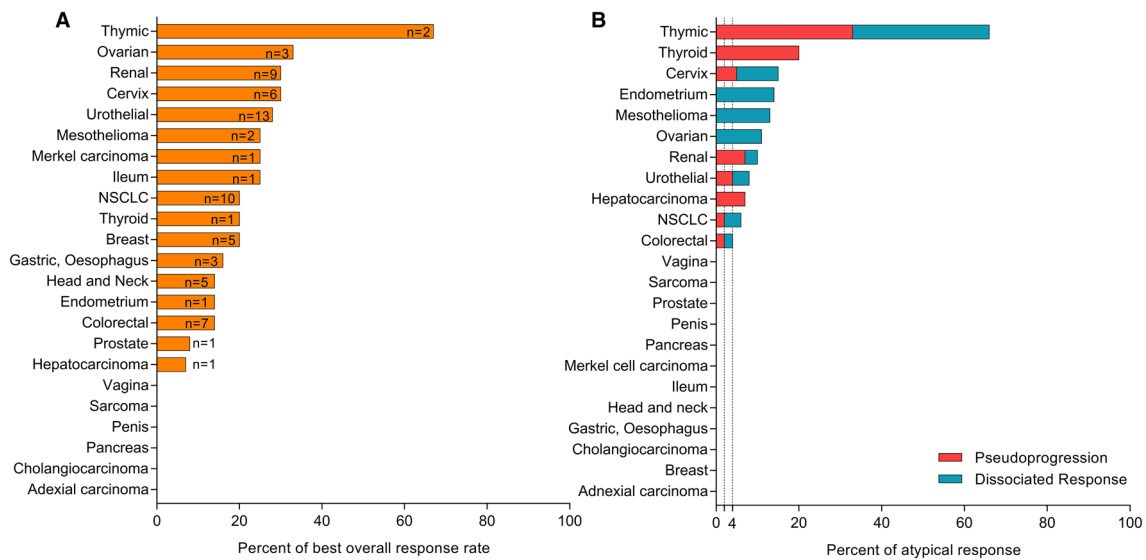 A
Thymic
n=2
Ovarian
n=3
Renal
n=9
Cervix
n=6
Urothelial
n=13
Mesothelioma
n=2
Merkel carcinoma
n=1
Ileum
n=1
NSCLC
n=10
Thyroid
n=1
Breast
n=5
Gastric, Oesophagus
n=3
Head and Neck
n=5
Endometrium
n=1
Colorectal
n=7
Prostate
n=1
Hepatocarcinoma
n=1
Vagina
Sarcoma
Penis
Pancreas
Cholangiocarcinoma
Adexial carcinoma
0 20 40 60 80 100
Percent of best overall response rate
B
Thymic
Thyroid
Cervix
Endometrium
Mesothelioma
Ovarian
Renal
Urothelial
Hepatocarcinoma
NSCLC
Colorectal
Vagina
Sarcoma
Prostate
Penis
Pancreas
Merkel cell carcinoma
Ileum
Head and neck
Gastric, Oesophagus
Cholangiocarcinoma
Breast
Adnexial carcinoma
Pseudoprogression
Dissociated Response
0 4 20 40 60 80 100
Percent of atypical response